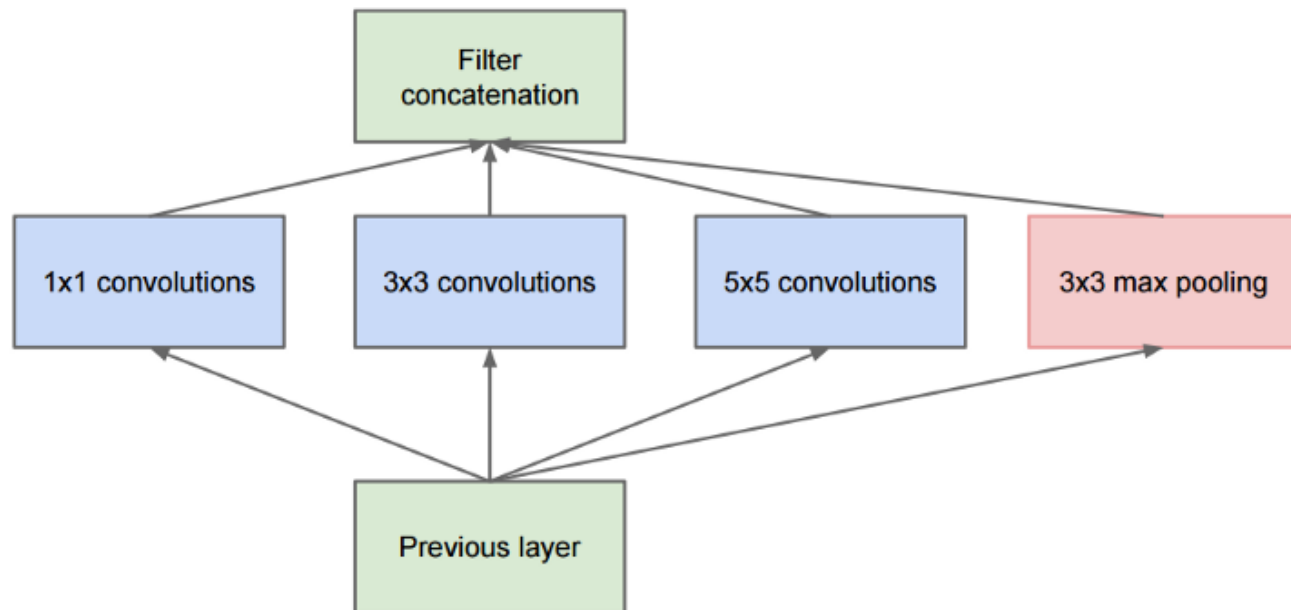 Filter
concatenation
1x1 convolutions
3x3 convolutions
5x5 convolutions
3x3 max pooling
Previous layer